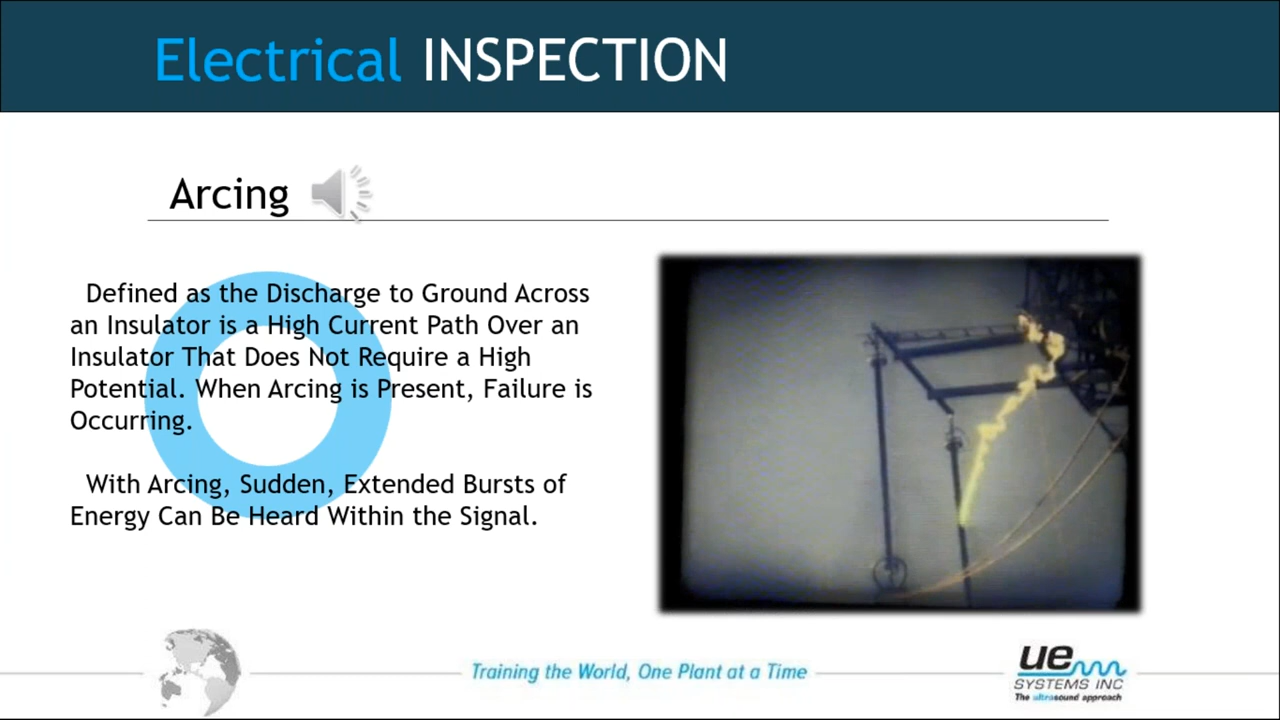 Electrical INSPECTION
Arcing
Defined as the Discharge to Ground Across
an Insulator is a High Current Path Over an
Insulator That Does Not Require a High
Potential. When Arcing is Present, Failure is
Occurring.
With Arcing, Sudden, Extended Bursts of
Energy Can Be Heard Within the Signal.
Training the World, One Plant at a Time
ue
SYSTEMS INC
The ultrasound approach